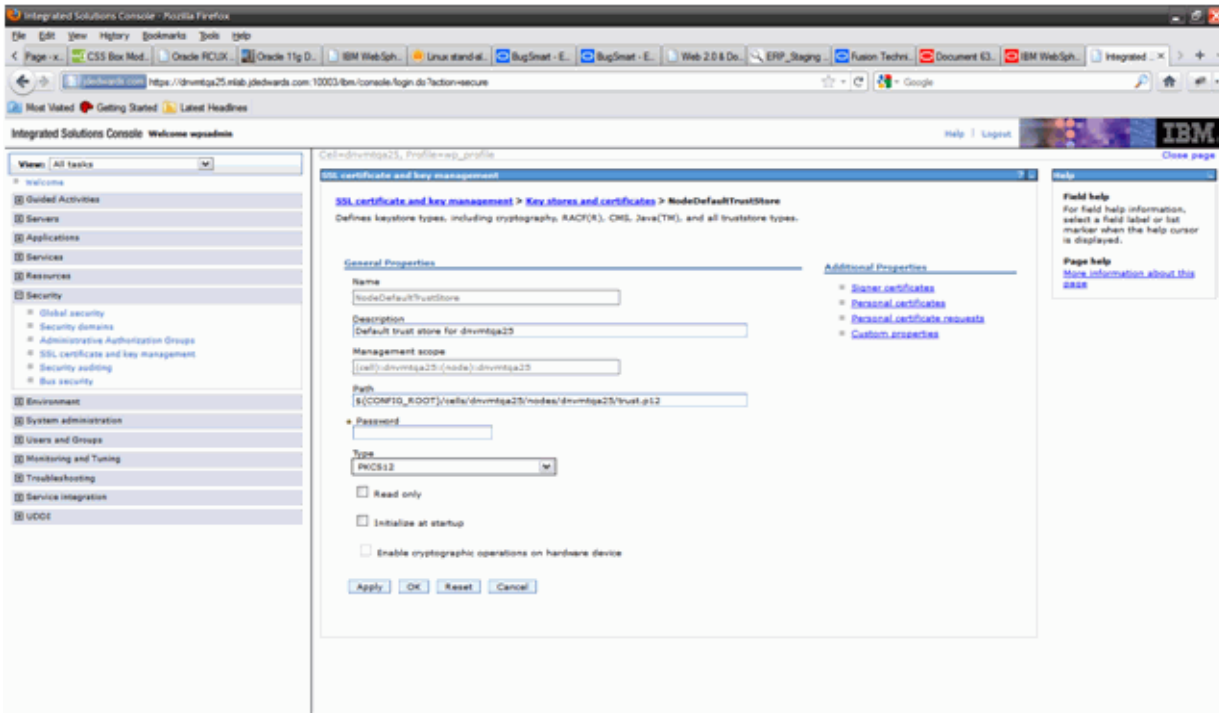 Integrated Solutions Console - Mozilla Firefox
File Edit View History Bookmarks Tools Help
Page - x... CSS Box Mod... Oracle RCUX... Oracle 11g D... IBM WebSph... Linux stand-al... BugSmart - E... BugSmart - E... Web 2.0 & Do... ERP_Staging ... Fusion Techni... Document 63... IBM WebSph... Integrated ...
jdedwards.com https://dnvmtqa25.mlab.jdedwards.com:10003/ibm/console/login.do?action=secure Google
Most Visited Getting Started Latest Headlines
Integrated Solutions Console Welcome wpsadmin Help | Logout IBM
View: All tasks
Cell=dnvmtqa25, Profile=wp_profile
Close page
Welcome
Guided Activities
Servers
Applications
Services
Resources
Security
Global security
Security domains
Administrative Authorization Groups
SSL certificate and key management
Security auditing
Bus security
Environment
System administration
Users and Groups
Monitoring and Tuning
Troubleshooting
Service integration
UDDI
SSL certificate and key management
SSL certificate and key management > Key stores and certificates > NodeDefaultTrustStore
Defines keystore types, including cryptography, RACF(R), CMS, Java(TM), and all truststore types.
General Properties
Name
NodeDefaultTrustStore
Description
Default trust store for dnvmtqa25
Management scope
(cell):dnvmtqa25:(node):dnvmtqa25
Path
${CONFIG_ROOT}/cells/dnvmtqa25/nodes/dnvmtqa25/trust.p12
* Password
Type
PKCS12
Read only
Initialize at startup
Enable cryptographic operations on hardware device
Apply OK Reset Cancel
Additional Properties
Signer certificates
Personal certificates
Personal certificate requests
Custom properties
Help
Field help
For field help information,
select a field label or list
marker when the help cursor
is displayed.
Page help
More information about this
page